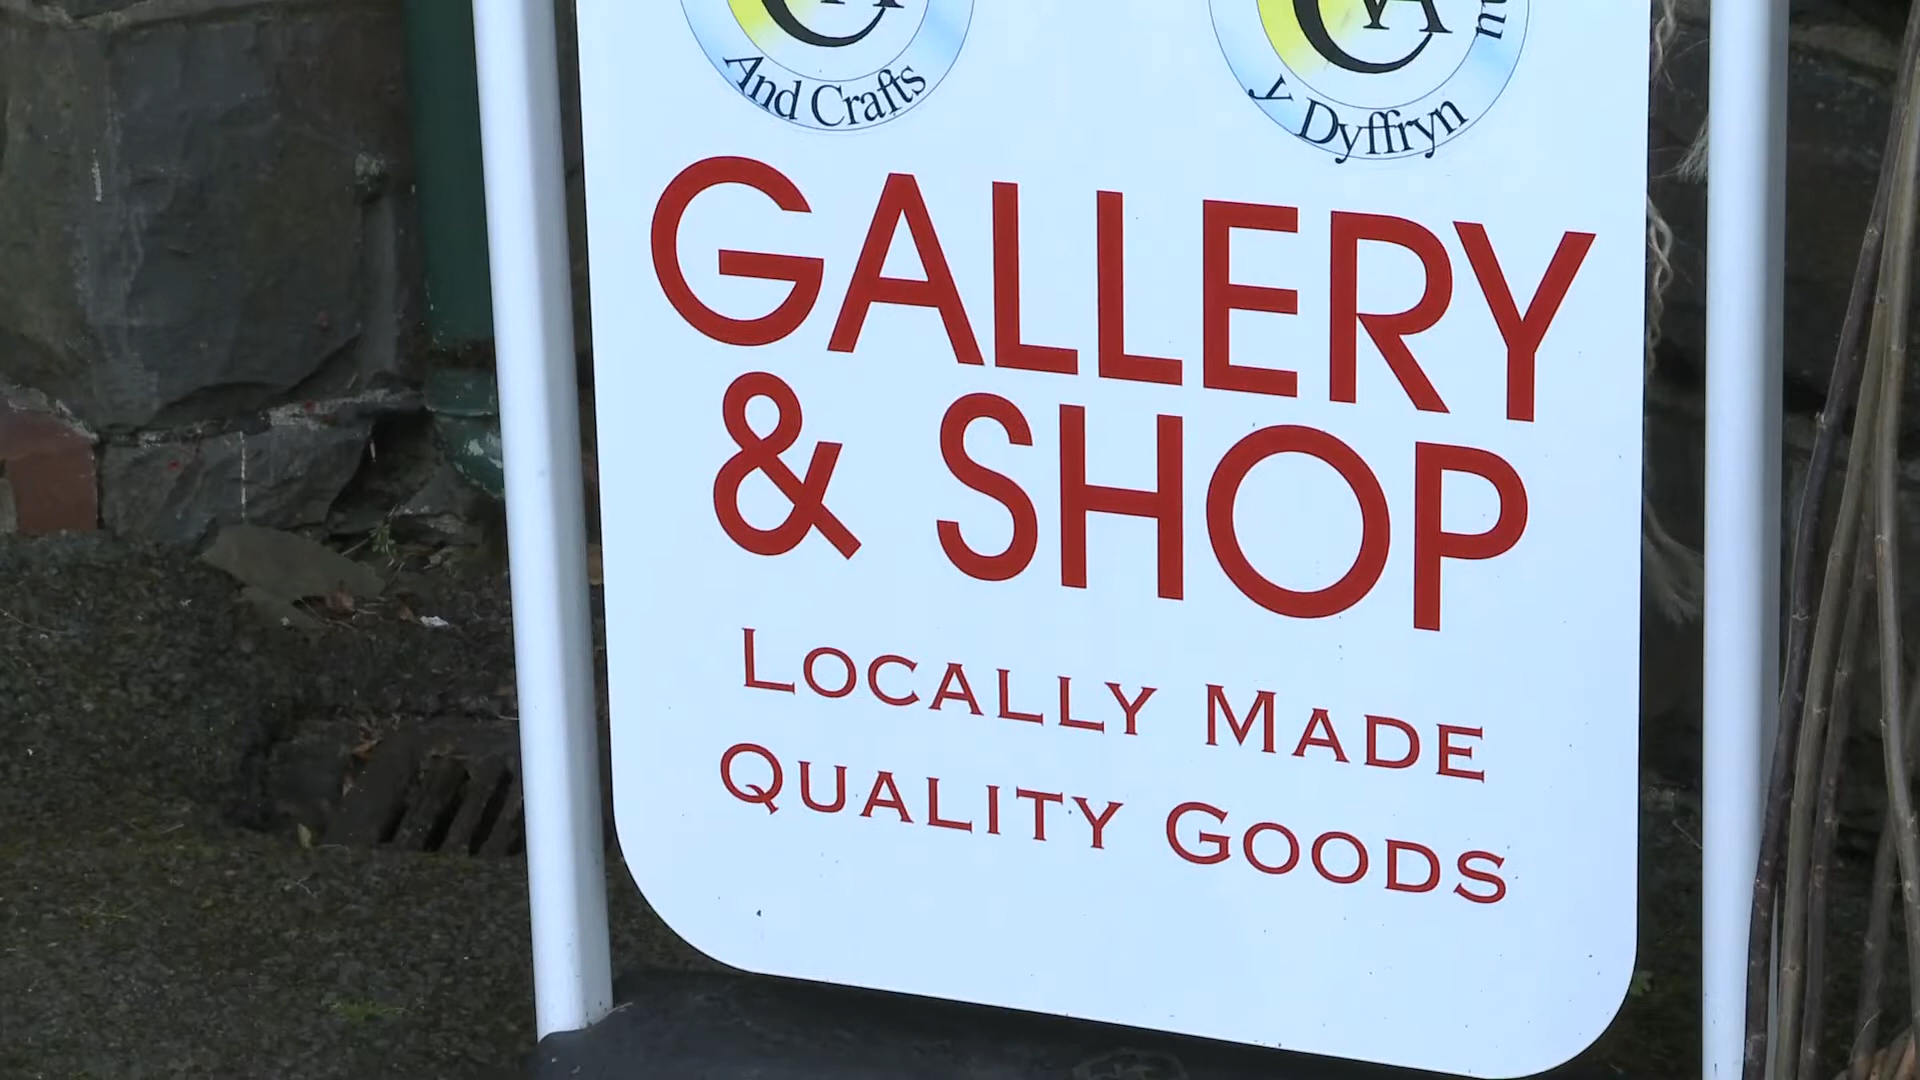 And Crafts
y Dyffryn
GALLERY
& SHOP
LOCALLY MADE
QUALITY GOODS